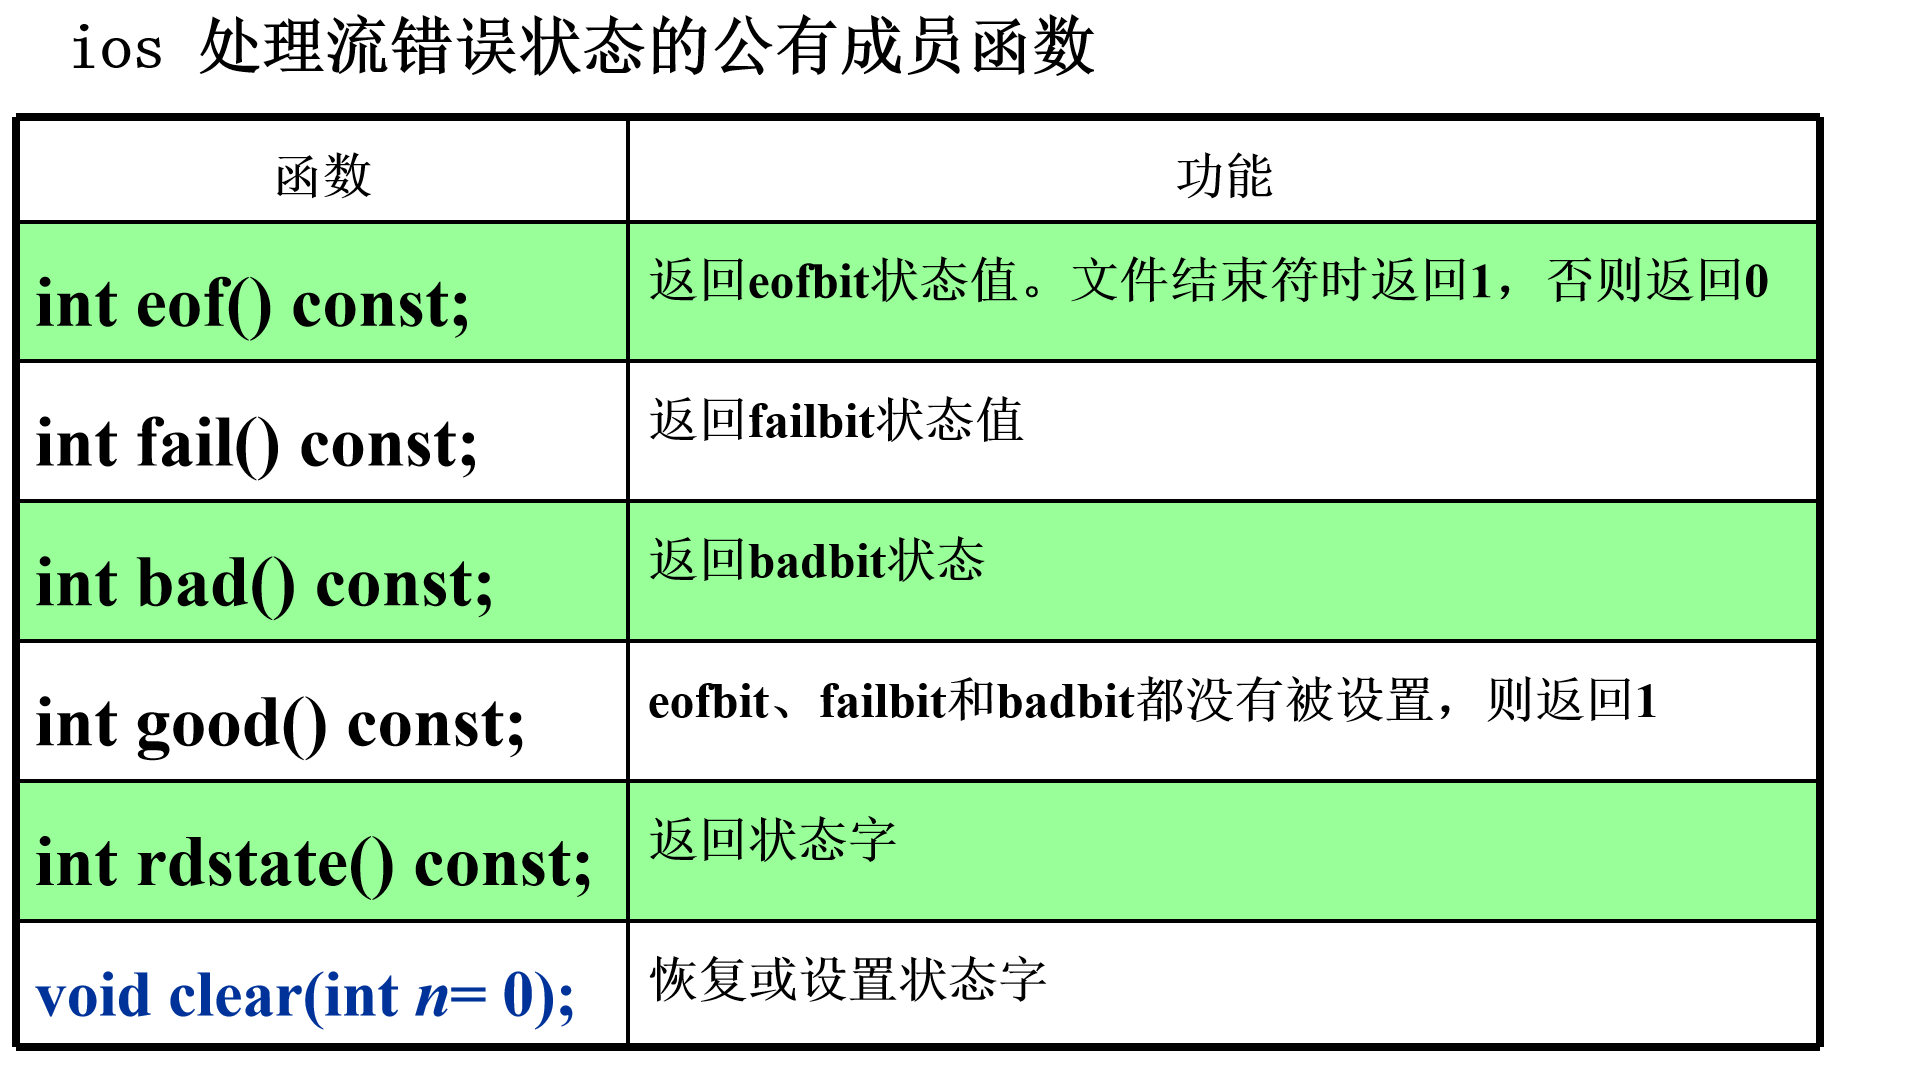 ios 处理流错误状态的公有成员函数
函数
功能
int eof() const;
返回eofbit状态值。文件结束符时返回1，否则返回0
int fail() const;
返回failbit状态值
int bad() const;
返回badbit状态
int good() const;
eofbit、failbit和badbit都没有被设置，则返回1
int rdstate() const;
返回状态字
void clear(int n= 0);
恢复或设置状态字